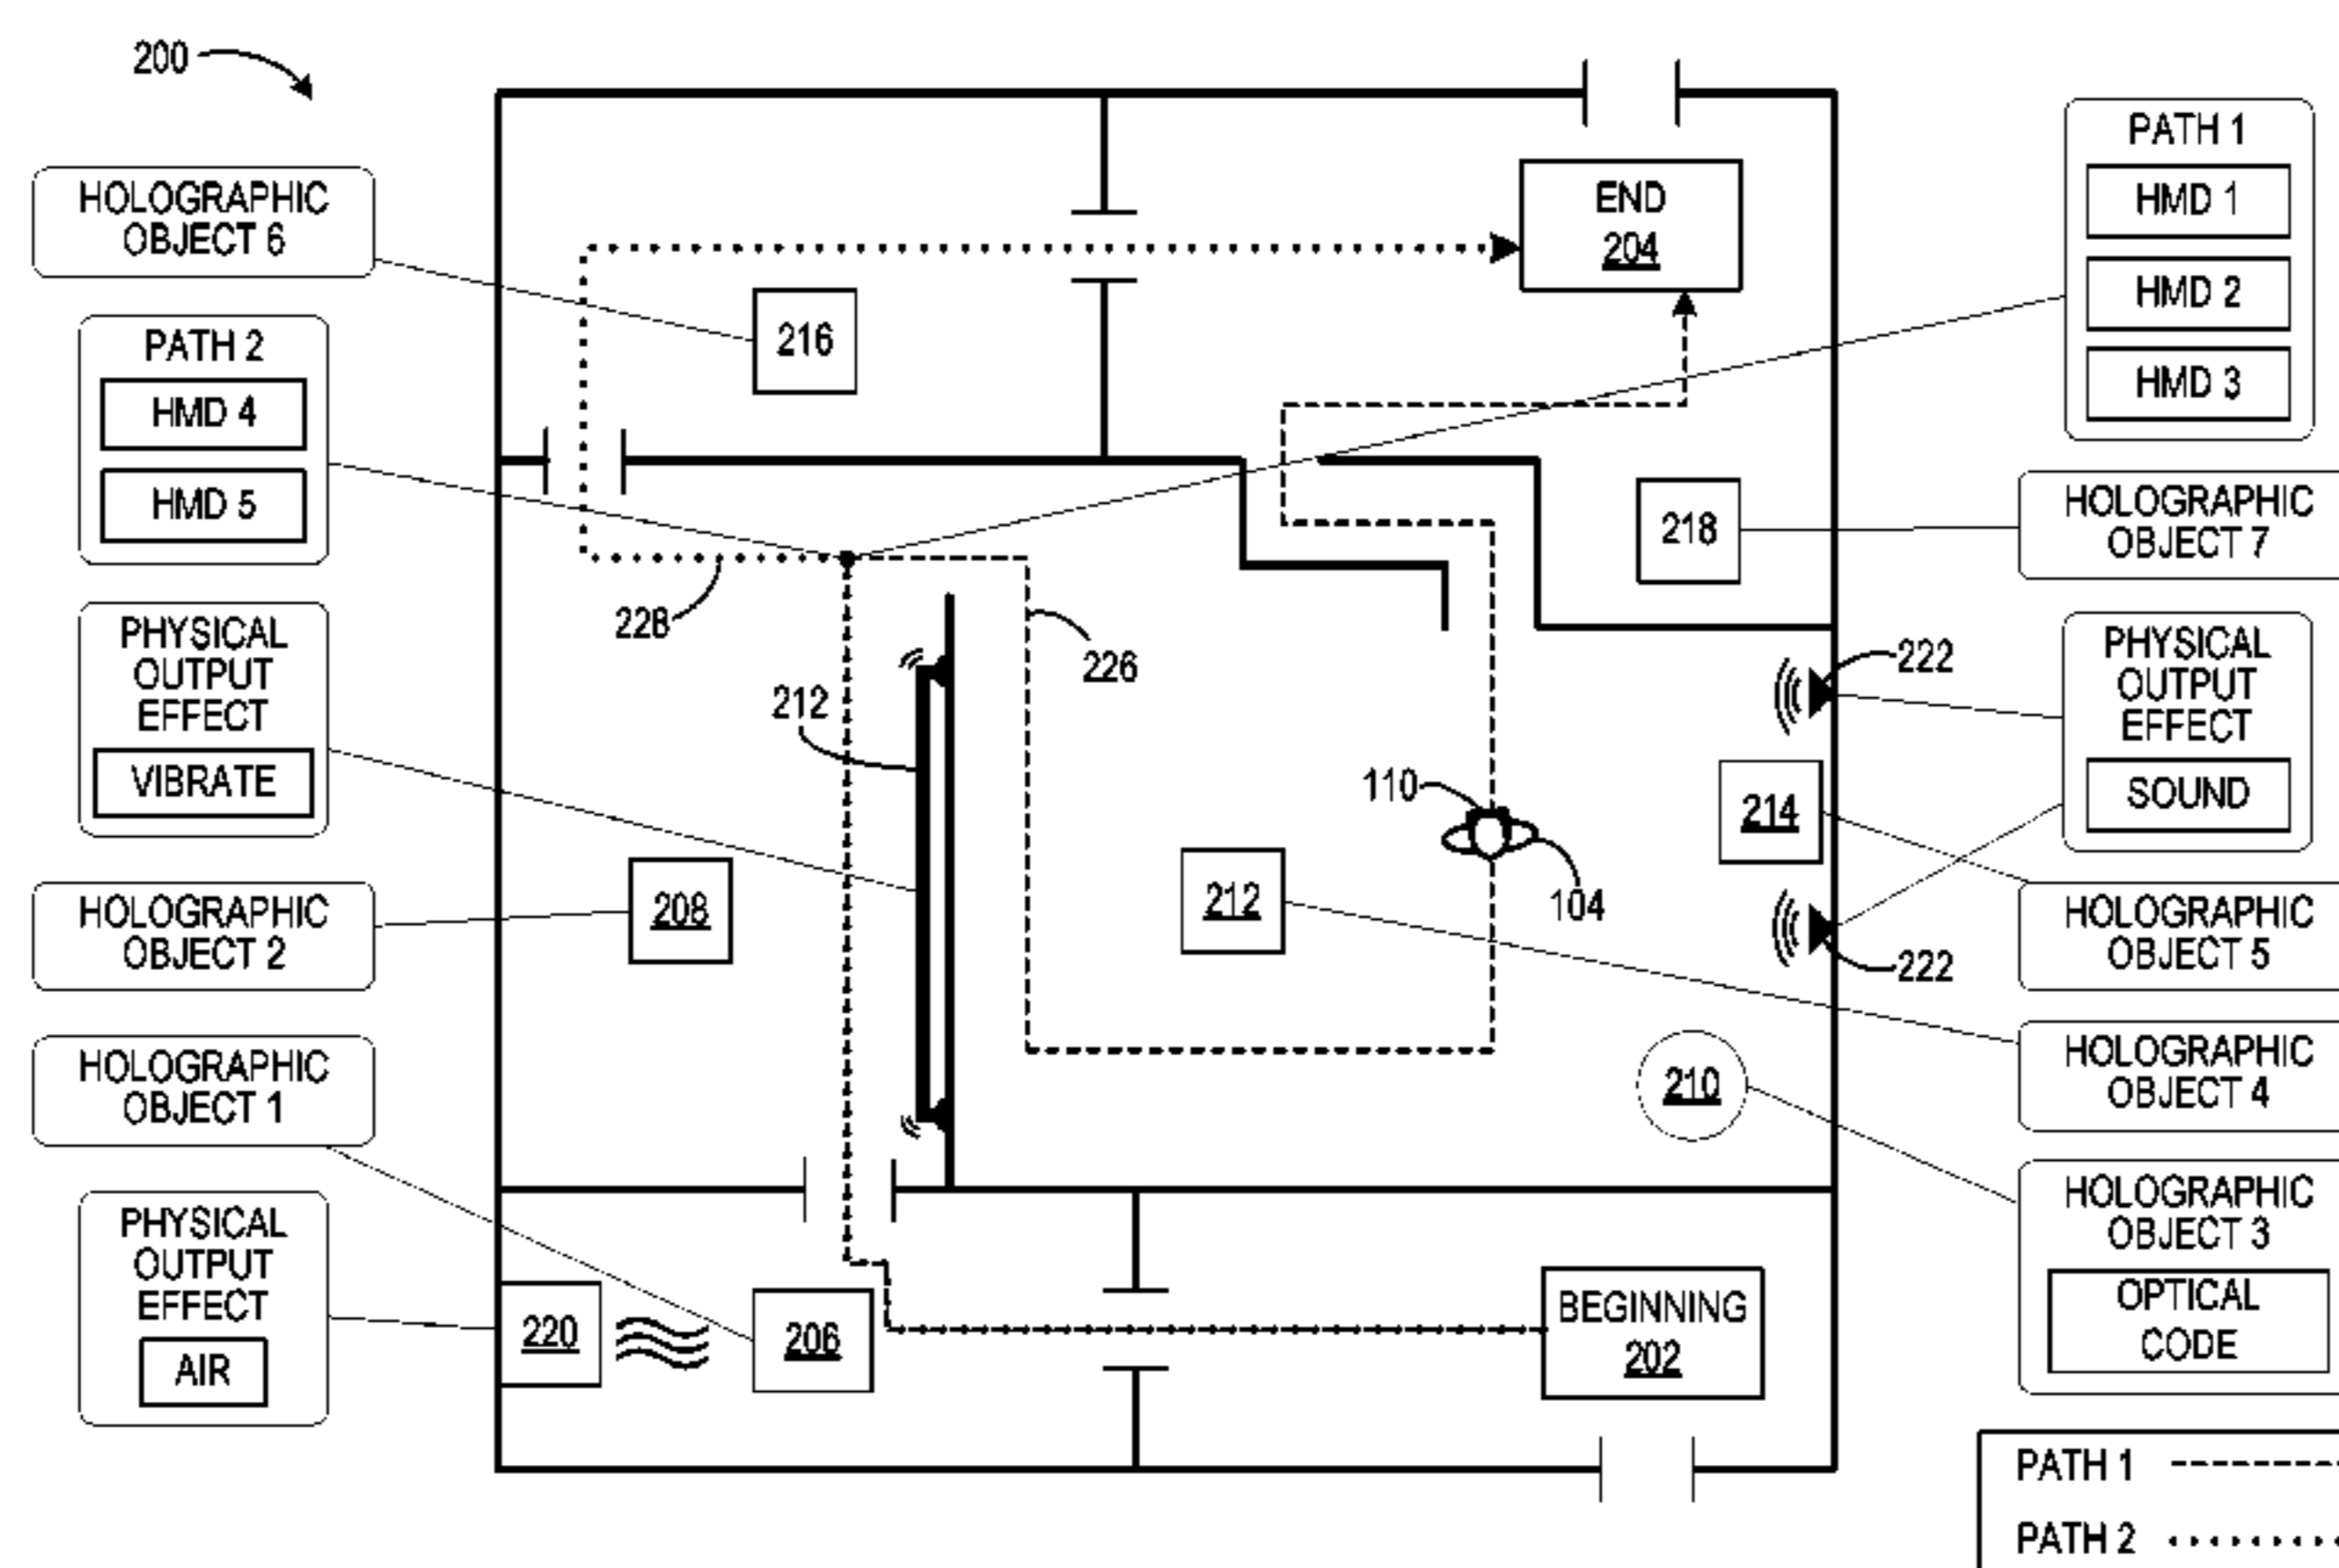 200
HOLOGRAPHIC
OBJECT 6
PATH 2
HMD 4
HMD 5
PHYSICAL
OUTPUT
EFFECT
VIBRATE
HOLOGRAPHIC
OBJECT 2
HOLOGRAPHIC
OBJECT 1
PHYSICAL
OUTPUT
EFFECT
AIR
END
204
216
218
228
226
212
222
110
214
212
104
208
222
210
220
206
BEGINNING
202
PATH 1
HMD 1
HMD 2
HMD 3
HOLOGRAPHIC
OBJECT 7
PHYSICAL
OUTPUT
EFFECT
SOUND
HOLOGRAPHIC
OBJECT 5
HOLOGRAPHIC
OBJECT 4
HOLOGRAPHIC
OBJECT 3
OPTICAL
CODE
PATH 1
PATH 2